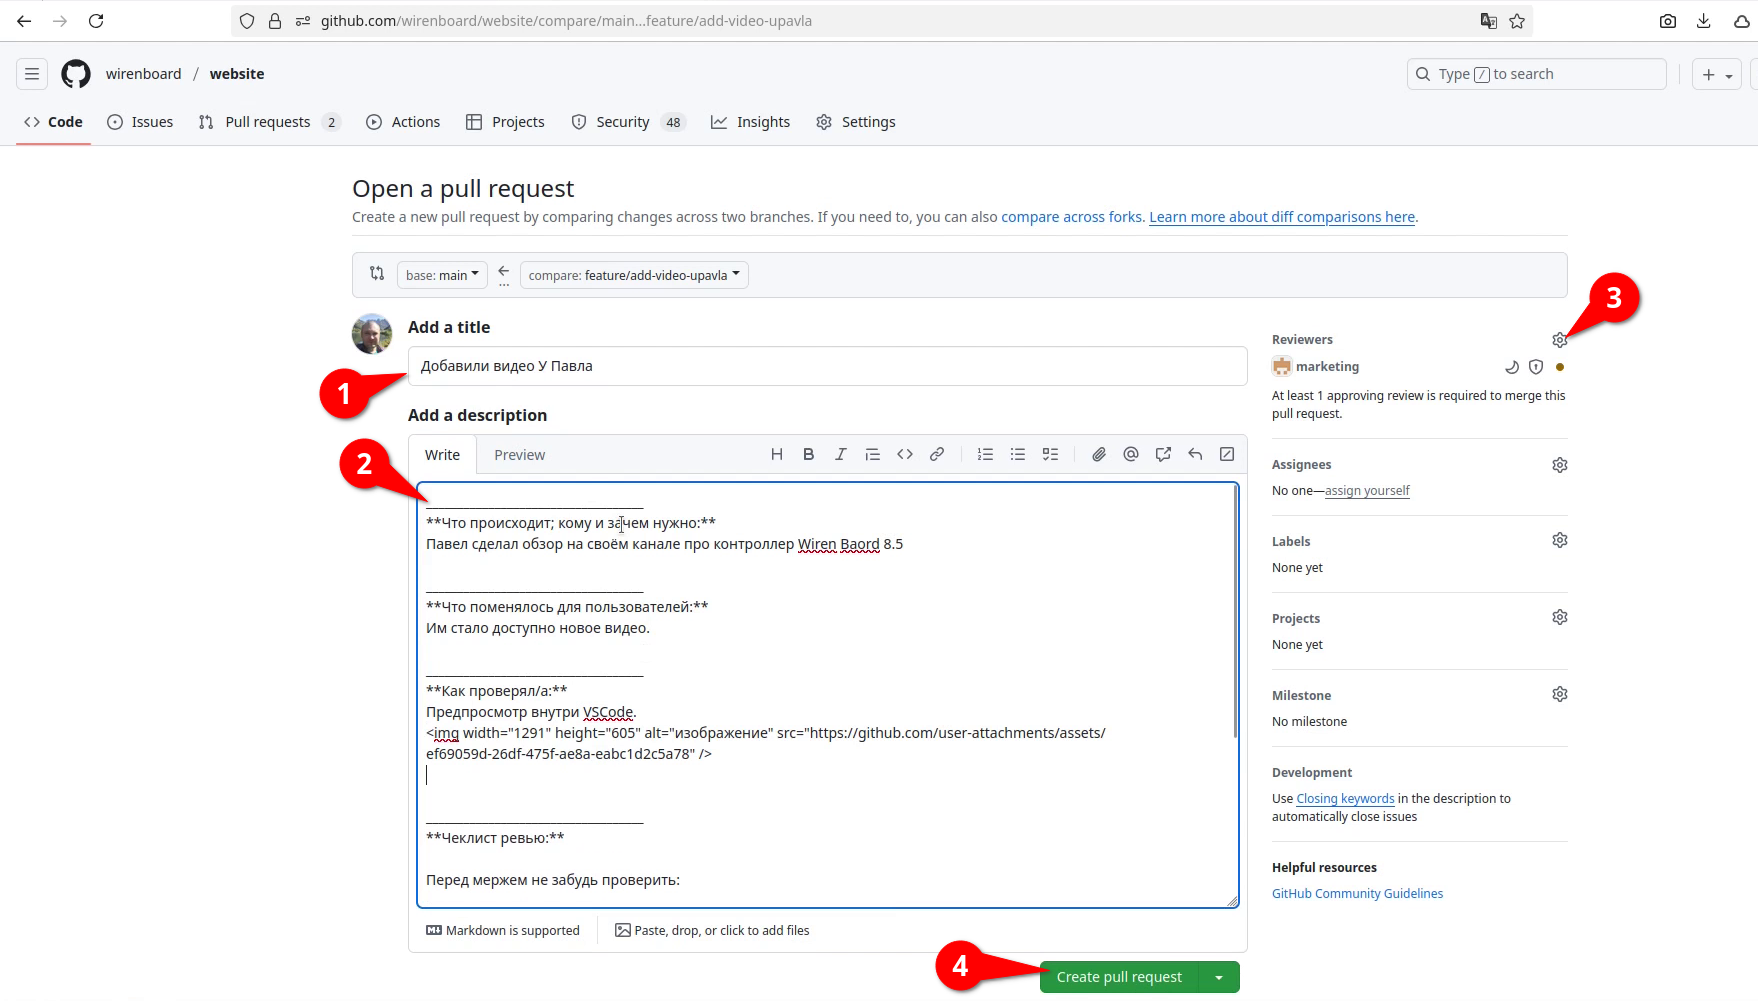 github.com/wirenboard/website/compare/main...feature/add-video-upavla
wirenboard / website
Type / to search
Code
Issues
Pull requests 2
Actions
Projects
Security 48
Insights
Settings
Open a pull request
Create a new pull request by comparing changes across two branches. If you need to, you can also compare across forks. Learn more about diff comparisons here.
base: main
...
compare: feature/add-video-upavla
3
Add a title
Добавили видео У Павла
1
Add a description
2
Write
Preview
_______________________________
**Что происходит; кому и зачем нужно:**
Павел сделал обзор на своём канале про контроллер Wiren Baord 8.5
_______________________________
**Что поменялось для пользователей:**
Им стало доступно новое видео.
_______________________________
**Как проверял/а:**
Предпросмотр внутри VSCode.
<img width="1291" height="605" alt="изображение" src="https://github.com/user-attachments/assets/
ef69059d-26df-475f-ae8a-eabc1d2c5a78" />
_______________________________
**Чеклист ревью:**
Перед мержем не забудь проверить:
Markdown is supported
Paste, drop, or click to add files
4
Create pull request
Reviewers
marketing
At least 1 approving review is required to merge this
pull request.
Assignees
No one—assign yourself
Labels
None yet
Projects
None yet
Milestone
No milestone
Development
Use Closing keywords in the description to
automatically close issues
Helpful resources
GitHub Community Guidelines